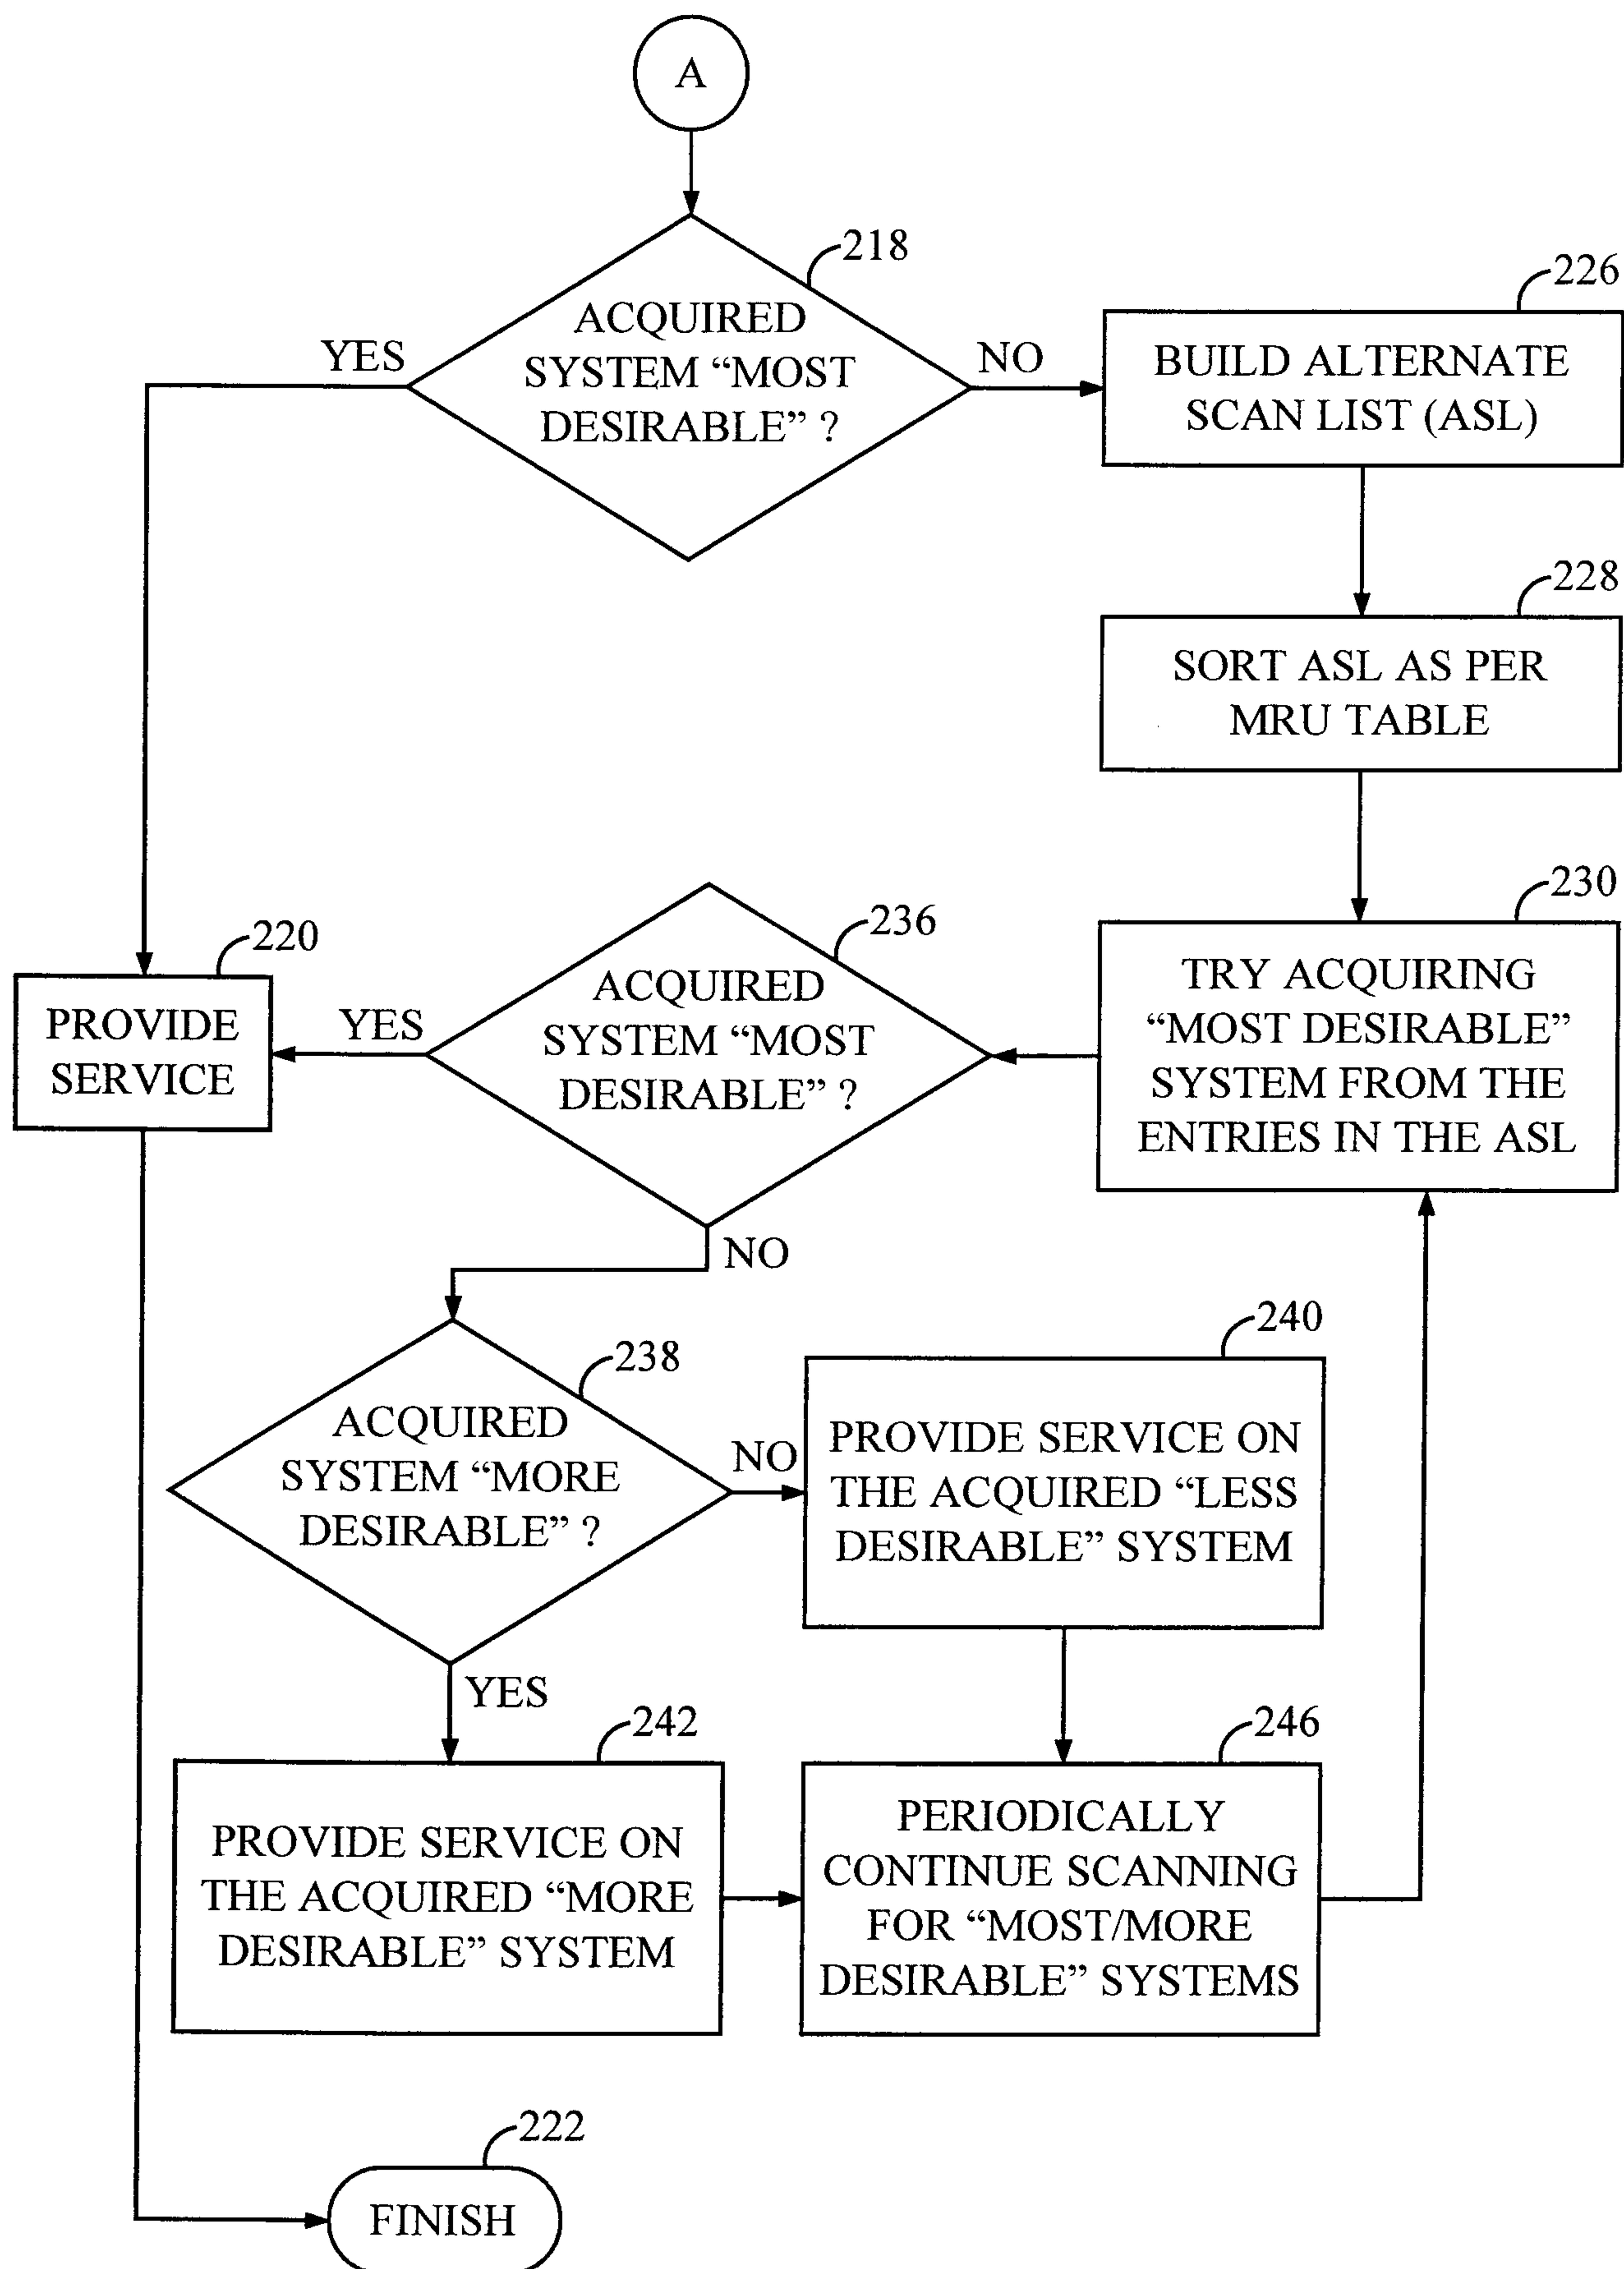 A
218
ACQUIRED
SYSTEM “MOST
DESIRABLE” ?
YES
NO
226
BUILD ALTERNATE
SCAN LIST (ASL)
228
SORT ASL AS PER
MRU TABLE
230
TRY ACQUIRING
“MOST DESIRABLE”
SYSTEM FROM THE
ENTRIES IN THE ASL
236
ACQUIRED
SYSTEM “MOST
DESIRABLE” ?
YES
220
PROVIDE
SERVICE
NO
238
ACQUIRED
SYSTEM “MORE
DESIRABLE” ?
NO
240
PROVIDE SERVICE ON
THE ACQUIRED “LESS
DESIRABLE” SYSTEM
YES
242
PROVIDE SERVICE ON
THE ACQUIRED “MORE
DESIRABLE” SYSTEM
246
PERIODICALLY
CONTINUE SCANNING
FOR “MOST/MORE
DESIRABLE” SYSTEMS
222
FINISH